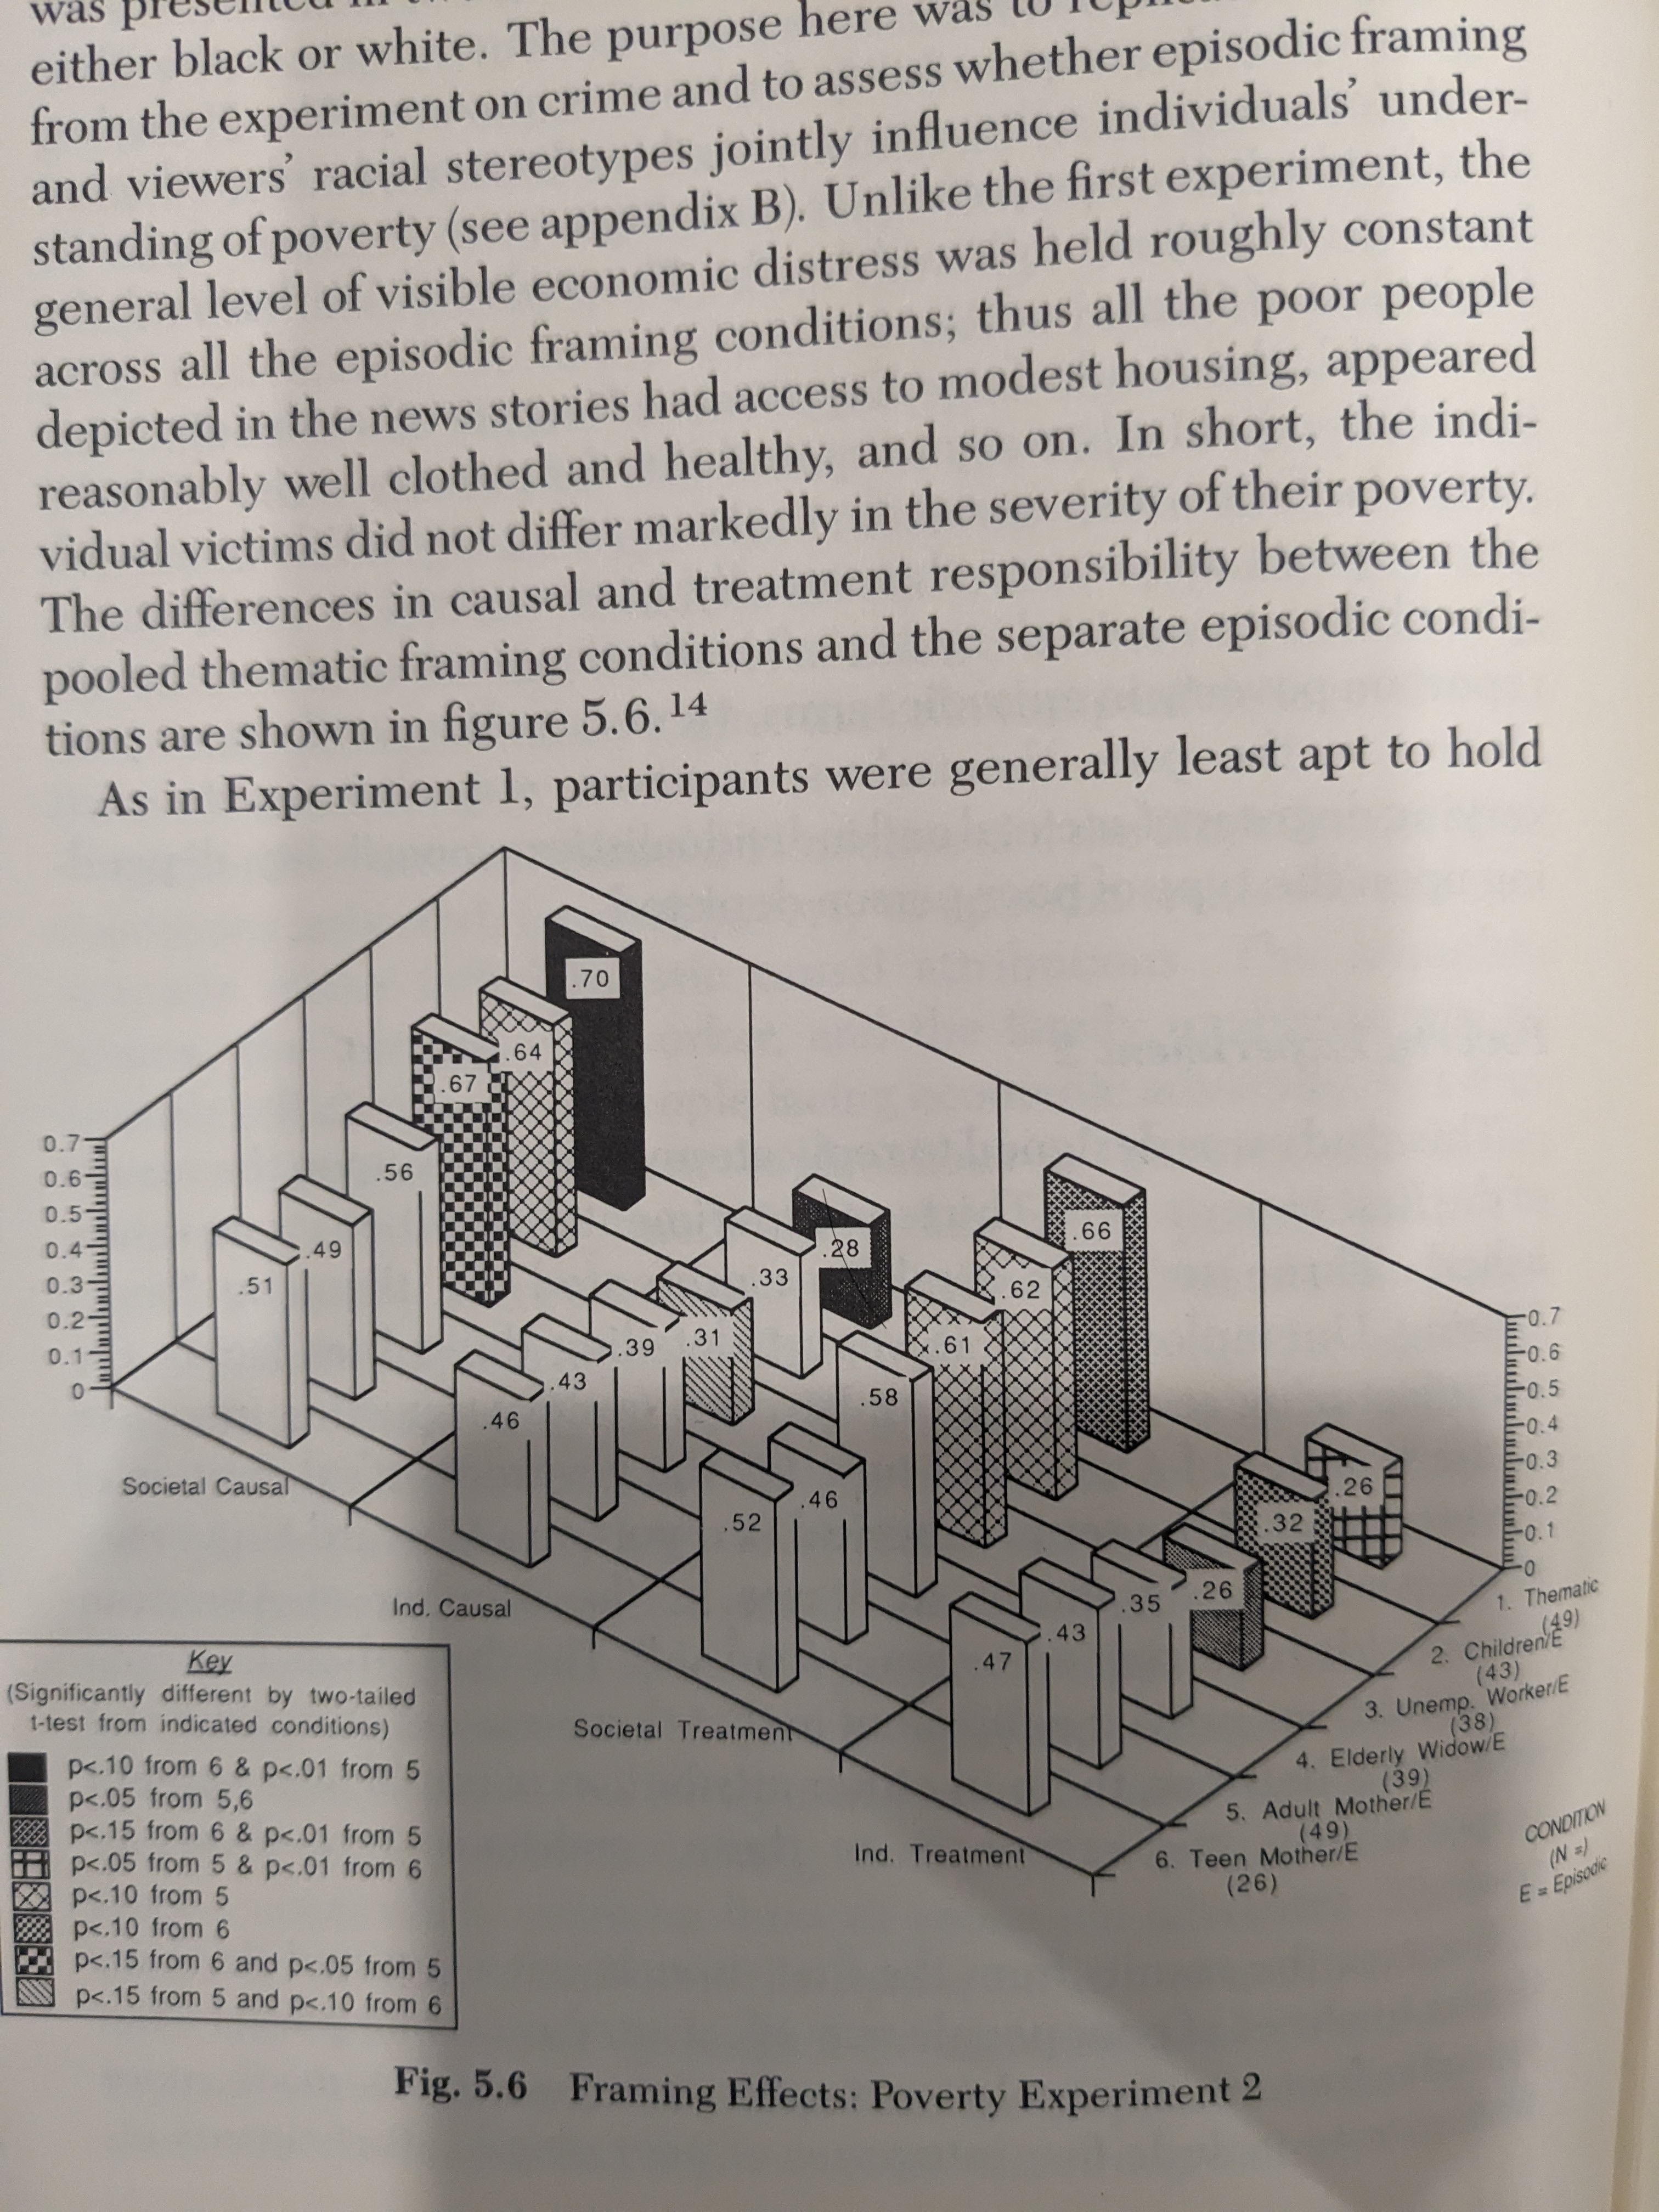 was presented in
either black or white. The purpose here was to
from the experiment on crime and to assess whether episodic framing
and viewers' racial stereotypes jointly influence individuals' under-
standing of poverty (see appendix B). Unlike the first experiment, the
general level of visible economic distress was held roughly constant
across all the episodic framing conditions; thus all the poor people
depicted in the news stories had access to modest housing, appeared
reasonably well clothed and healthy, and so on. In short, the indi-
vidual victims did not differ markedly in the severity of their poverty.
The differences in causal and treatment responsibility between the
pooled thematic framing conditions and the separate episodic condi-
tions are shown in figure 5.6.14
As in Experiment 1, participants were generally least apt to hold
.70
.64
.67
.56
.49
.51
0.7
0.6
0.5
0.4
0.3
0.2
0.1
0
.28
.33
.31
.39
.43
.46
.66
.62
.61
.58
.46
.52
.26
.32
.26
.35
.43
.47
0.7
0.6
0.5
0.4
0.3
0.2
0.1
0
Societal Causal
Ind. Causal
Societal Treatment
Ind. Treatment
1. Thematic
(49)
2. Children/E
(43)
3. Unemp. Worker/E
(38)
4. Elderly Widow/E
(39)
5. Adult Mother/E
(49)
6. Teen Mother/E
(26)
CONDITION
(N =)
E = Episodic
Key
(Significantly different by two-tailed
t-test from indicated conditions)
p<.10 from 6 & p<.01 from 5
p<.05 from 5,6
p<.15 from 6 & p<.01 from 5
p<.05 from 5 & p<.01 from 6
p<.10 from 5
p<.10 from 6
p<.15 from 6 and p<.05 from 5
p<.15 from 5 and p<.10 from 6
Fig. 5.6 Framing Effects: Poverty Experiment 2